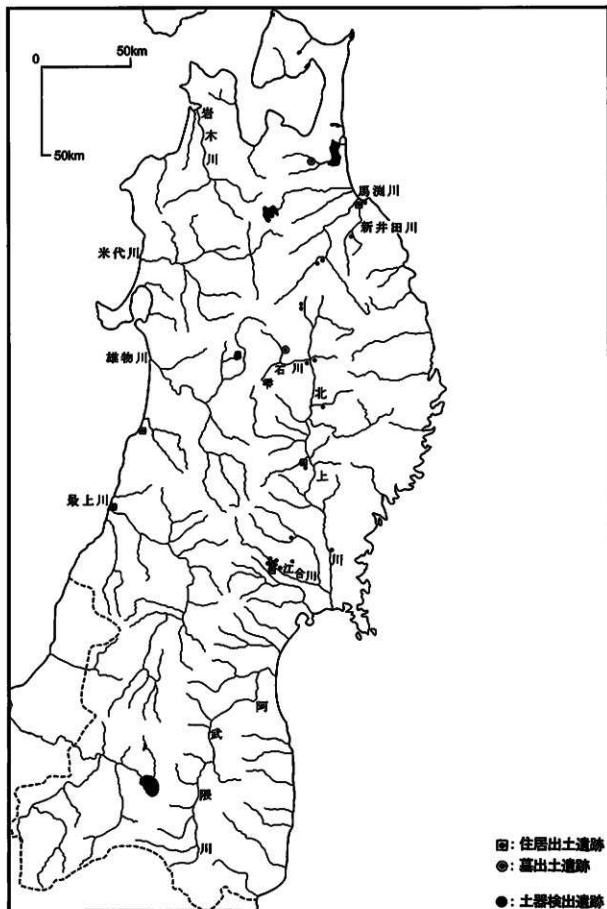 0
50km
50km
岩木川
馬渕川
新井田川
米代川
雄物川
雫石川
北上川
最上川
江合川
阿武隈川
: 住居出土遺跡
: 墓出土遺跡
: 土器検出遺跡